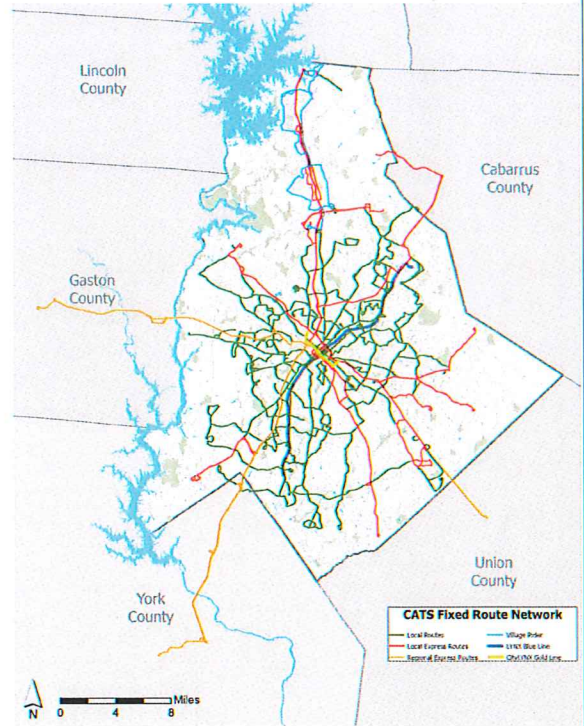 Lincoln
County
Cabarrus
County
Gaston
County
Union
County
York
County
CATS Fixed Route Network
Local Routes
Village Rider
Local Express Routes
LYNX Blue Line
Regional Express Routes
CityLYNX Gold Line
N
Miles
0 4 8